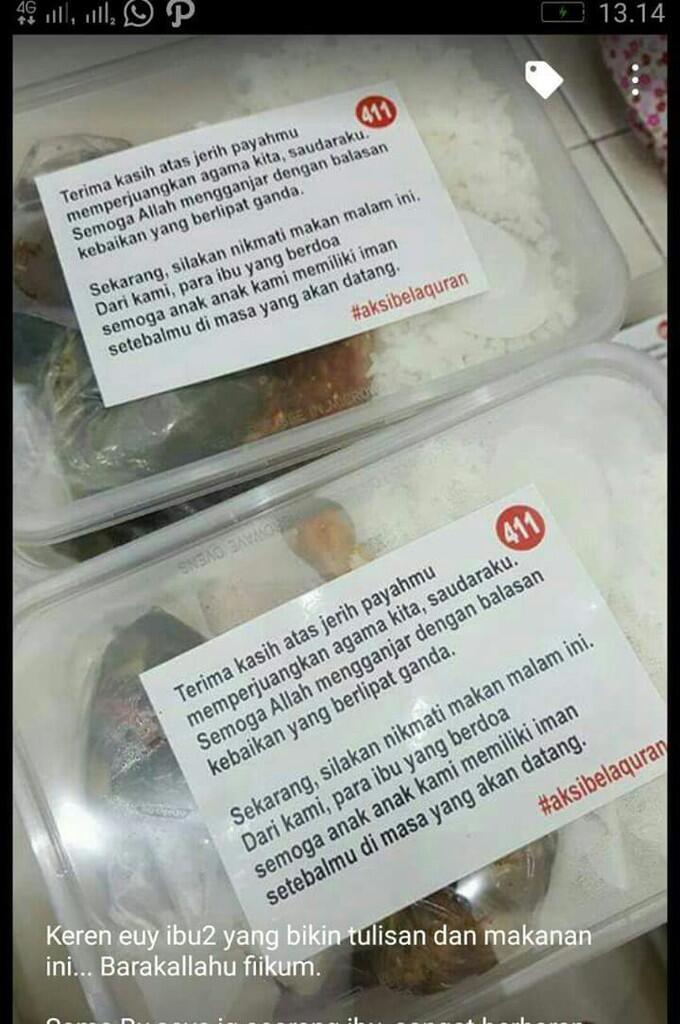 4G
13.14
411
Terima kasih atas jerih payahmu
memperjuangkan agama kita, saudaraku.
Semoga Allah mengganjar dengan balasan
kebaikan yang berlipat ganda.
Sekarang, silakan nikmati makan malam ini.
Dari kami, para ibu yang berdoa
semoga anak anak kami memiliki iman
setebalmu di masa yang akan datang.
#aksibelaquran
411
Terima kasih atas jerih payahmu
memperjuangkan agama kita, saudaraku.
Semoga Allah mengganjar dengan balasan
kebaikan yang berlipat ganda.
Sekarang, silakan nikmati makan malam ini.
Dari kami, para ibu yang berdoa
semoga anak anak kami memiliki iman
setebalmu di masa yang akan datang.
#aksibelaquran
Keren euy ibu2 yang bikin tulisan dan makanan
ini... Barakallahu fiikum.